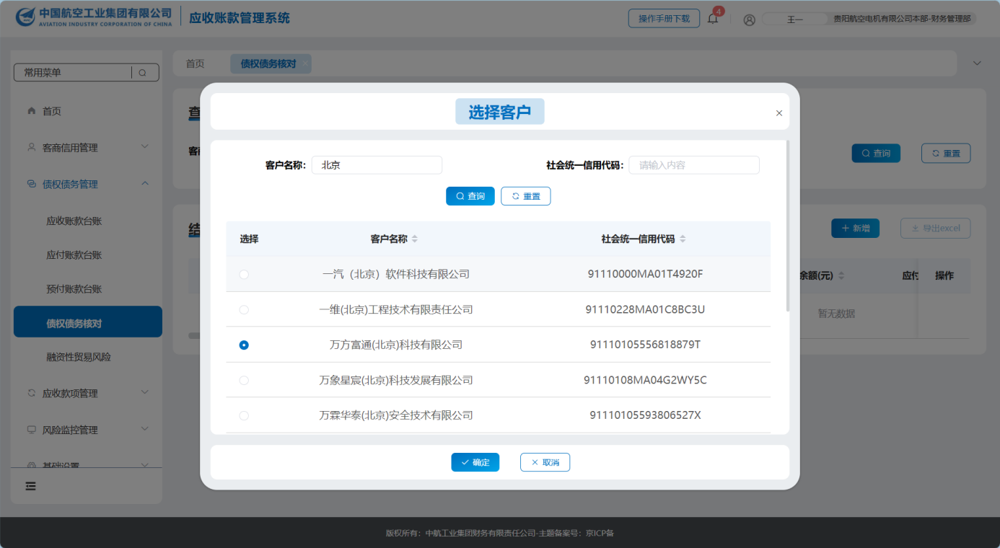 中国航空工业集团有限公司
AVIATION INDUSTRY CORPORATION OF CHINA
应收账款管理系统
操作手册下载
4
王一
贵阳航空电机有限公司本部-财务管理部
常用菜单
首页
债权债务核对
首页
客商信用管理
债权债务管理
应收账款台账
应付账款台账
预付账款台账
债权债务核对
融资性贸易风险
应收款项管理
风险监控管理
基础设置
查询
重置
新增
导出excel
余额(元)
应付
操作
暂无数据
选择客户
客户名称:
北京
社会统一信用代码:
请输入内容
查询
重置
选择
客户名称
社会统一信用代码
一汽（北京）软件科技有限公司
91110000MA01T4920F
一维(北京)工程技术有限责任公司
91110228MA01C8BC3U
万方富通(北京)科技有限公司
91110105556818879T
万象星宸(北京)科技发展有限公司
91110108MA04G2WY5C
万霖华泰(北京)安全技术有限公司
91110105593806527X
确定
取消
版权所有：中航工业集团财务有限责任公司-主题备案号：京ICP备